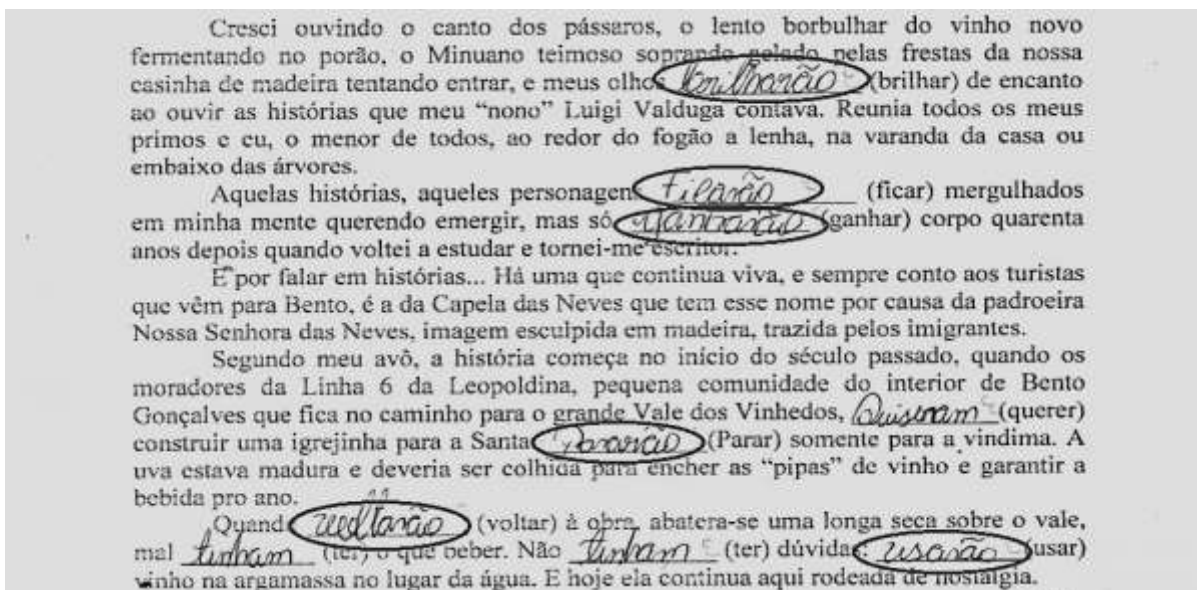 Cresci ouvindo o canto dos pássaros, o lento borbulhar do vinho novo
fermentando no porão, o Minuano teimoso soprando gelado pelas frestas da nossa
casinha de madeira tentando entrar, e meus olhos brilharão (brilhar) de encanto
ao ouvir as histórias que meu “nono” Luigi Valduga contava. Reunia todos os meus
primos e eu, o menor de todos, ao redor do fogão a lenha, na varanda da casa ou
embaixo das árvores.
Aquelas histórias, aqueles personagen ficarão (ficar) mergulhados
em minha mente querendo emergir, mas só ganharão (ganhar) corpo quarenta
anos depois quando voltei a estudar e tornei-me escritor.
E por falar em histórias... Há uma que continua viva, e sempre conto aos turistas
que vêm para Bento, é a da Capela das Neves que tem esse nome por causa da padroeira
Nossa Senhora das Neves, imagem esculpida em madeira, trazida pelos imigrantes.
Segundo meu avô, a história começa no início do século passado, quando os
moradores da Linha 6 da Leopoldina, pequena comunidade do interior de Bento
Gonçalves que fica no caminho para o grande Vale dos Vinhedos, Quiseram (querer)
construir uma igrejinha para a Santa Pararão (Parar) somente para a vindima. A
uva estava madura e deveria ser colhida para encher as “pipas” de vinho e garantir a
bebida pro ano.
Quand voltarão (voltar) à obra, abatera-se uma longa seca sobre o vale,
mal tinham (ter) o que beber. Não tinham (ter) dúvida: usarão (usar)
vinho na argamassa no lugar da água. E hoje ela continua aqui rodeada de nostalgia.